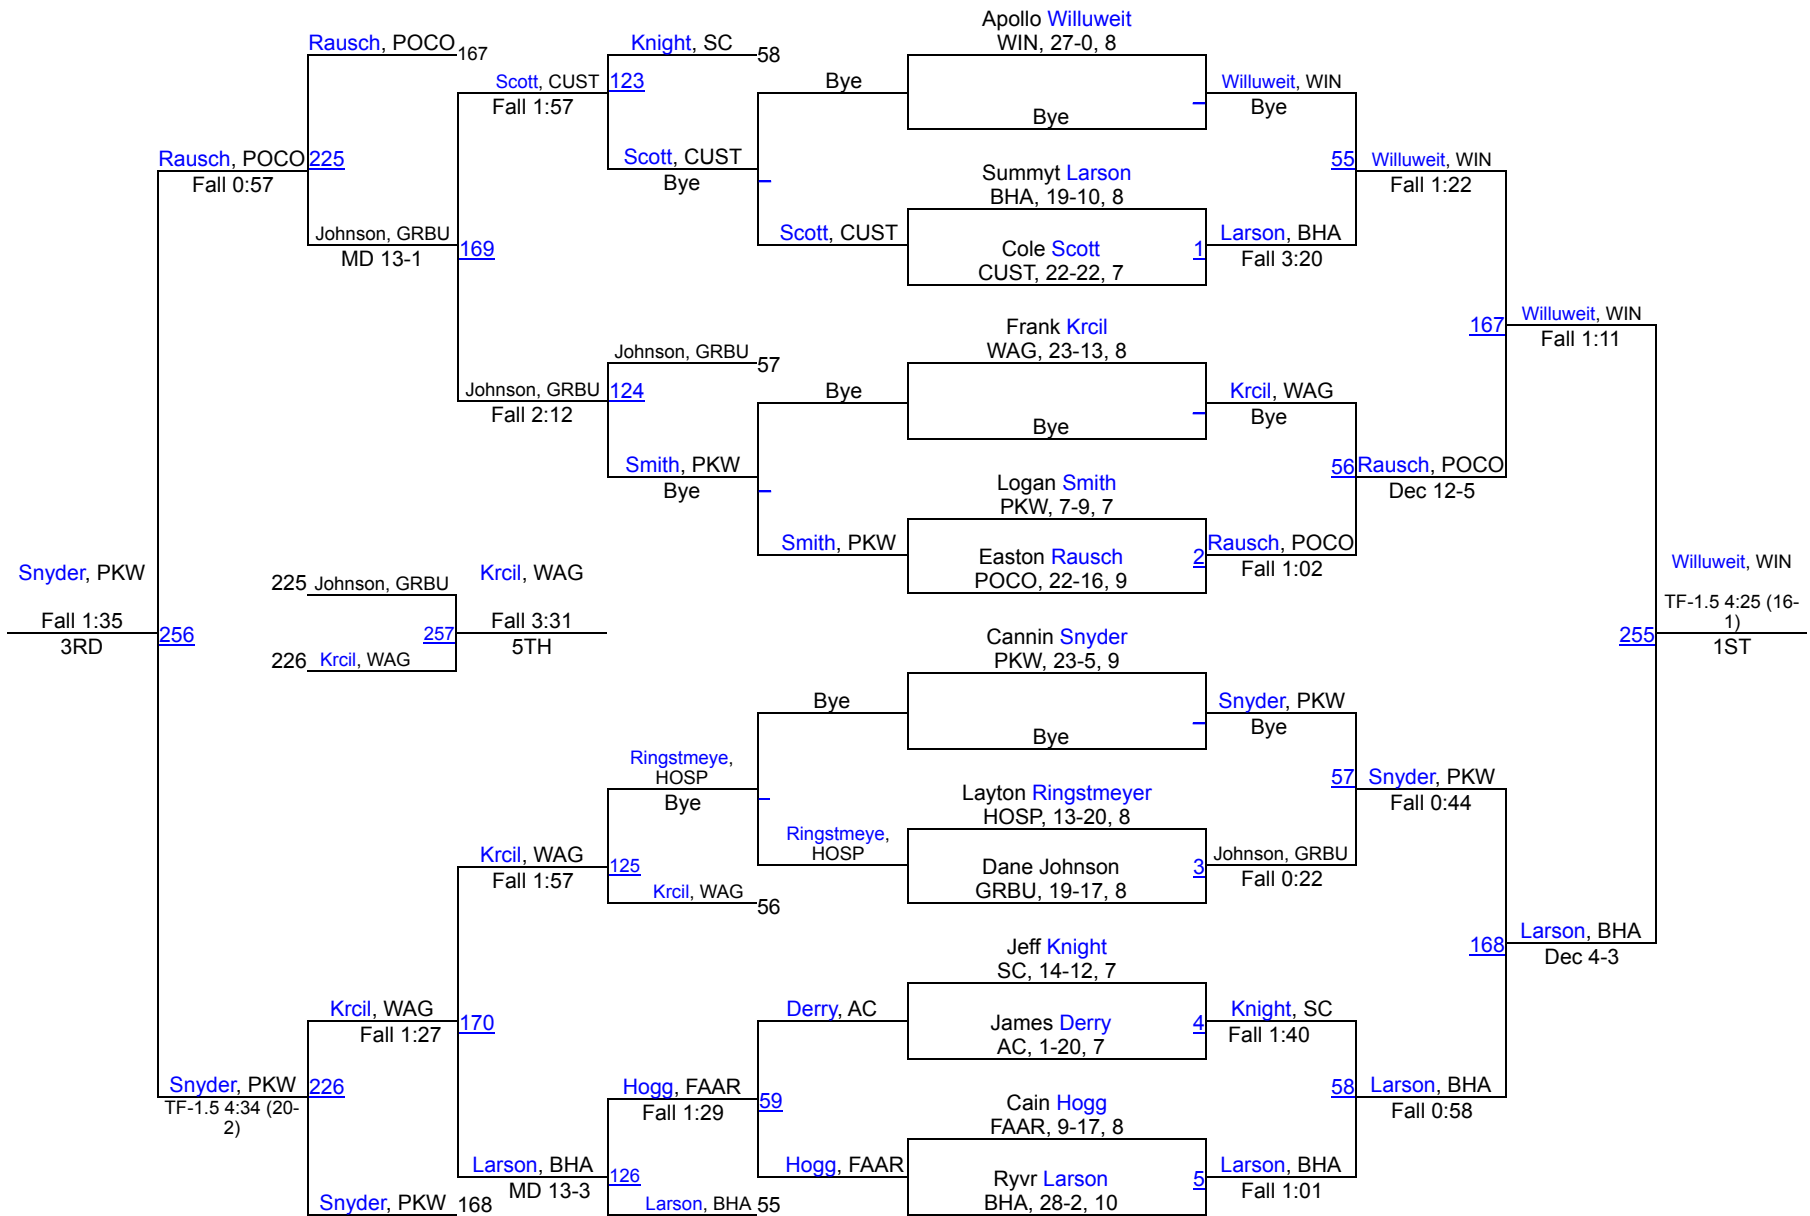 Rausch, POCO 167
Scott, CUST
Fall 1:57
Knight, SC 58
123
Scott, CUST
Bye
Bye
Scott, CUST
Apollo Willuweit
WIN, 27-0, 8
Bye
Willuweit, WIN
Bye
Summyt Larson
BHA, 19-10, 8
Cole Scott
CUST, 22-22, 7
1
Larson, BHA
Fall 3:20
55
Willuweit, WIN
Fall 1:22
Rausch, POCO
Fall 0:57
225
Johnson, GRBU
MD 13-1
169
Johnson, GRBU
Fall 2:12
Johnson, GRBU 57
124
Smith, PKW
Bye
Bye
Smith, PKW
Frank Krcil
WAG, 23-13, 8
Bye
Krcil, WAG
Bye
Logan Smith
PKW, 7-9, 7
Easton Rausch
POCO, 22-16, 9
2
Rausch, POCO
Fall 1:02
56
Rausch, POCO
Dec 12-5
167
Willuweit, WIN
Fall 1:11
Snyder, PKW
Fall 1:35
3RD
256
225 Johnson, GRBU
226 Krcil, WAG
257
Krcil, WAG
Fall 3:31
5TH
Willuweit, WIN
TF-1.5 4:25 (16-
1)
1ST
255
Cannin Snyder
PKW, 23-5, 9
Bye
Bye
Snyder, PKW
Bye
Ringstmeye,
HOSP
Bye
Ringstmeye,
HOSP
Layton Ringstmeyer
HOSP, 13-20, 8
Dane Johnson
GRBU, 19-17, 8
3
Johnson, GRBU
Fall 0:22
57
Snyder, PKW
Fall 0:44
Krcil, WAG
Fall 1:57
125
Krcil, WAG 56
Krcil, WAG
Fall 1:27
170
Derry, AC
Jeff Knight
SC, 14-12, 7
James Derry
AC, 1-20, 7
4
Knight, SC
Fall 1:40
168
Larson, BHA
Dec 4-3
Snyder, PKW
TF-1.5 4:34 (20-
2)
226
Snyder, PKW 168
Larson, BHA
MD 13-3
Hogg, FAAR
Fall 1:29
59
126
Larson, BHA 55
Hogg, FAAR
Cain Hogg
FAAR, 9-17, 8
Ryvr Larson
BHA, 28-2, 10
5
Larson, BHA
Fall 1:01
58
Larson, BHA
Fall 0:58